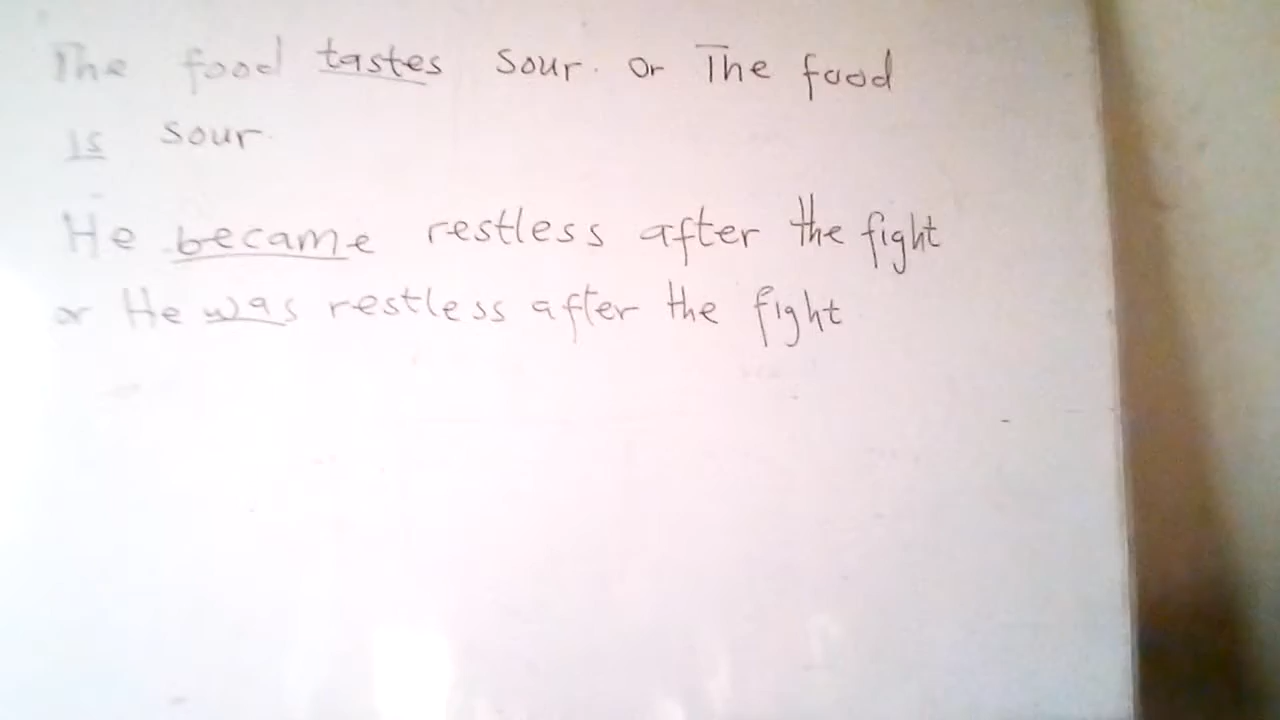 The food tastes sour. or The food
is sour.
He became restless after the fight
or He was restless after the fight